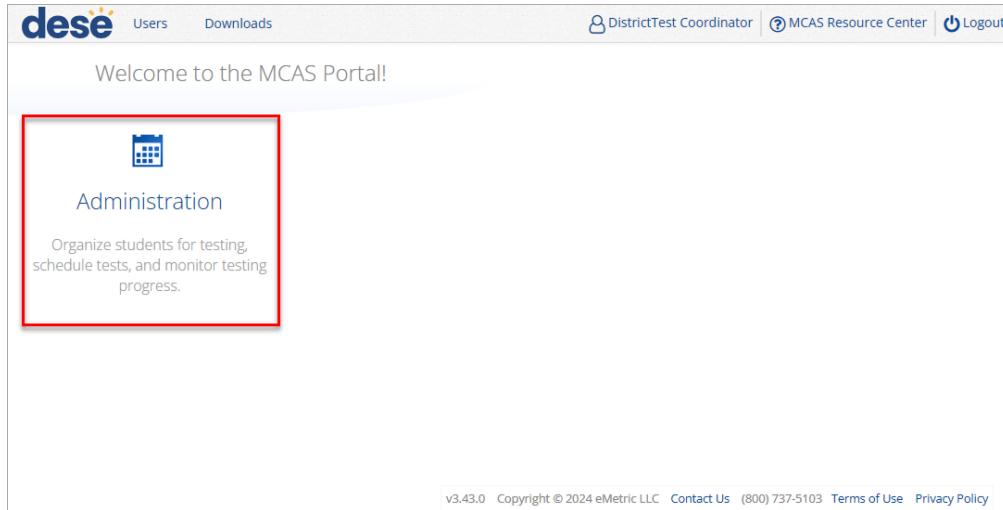 dese Users Downloads DistrictTest Coordinator MCAS Resource Center Logout
Welcome to the MCAS Portal!
Administration
Organize students for testing,
schedule tests, and monitor testing
progress.
v3.43.0 Copyright © 2024 eMetric LLC Contact Us (800) 737-5103 Terms of Use Privacy Policy